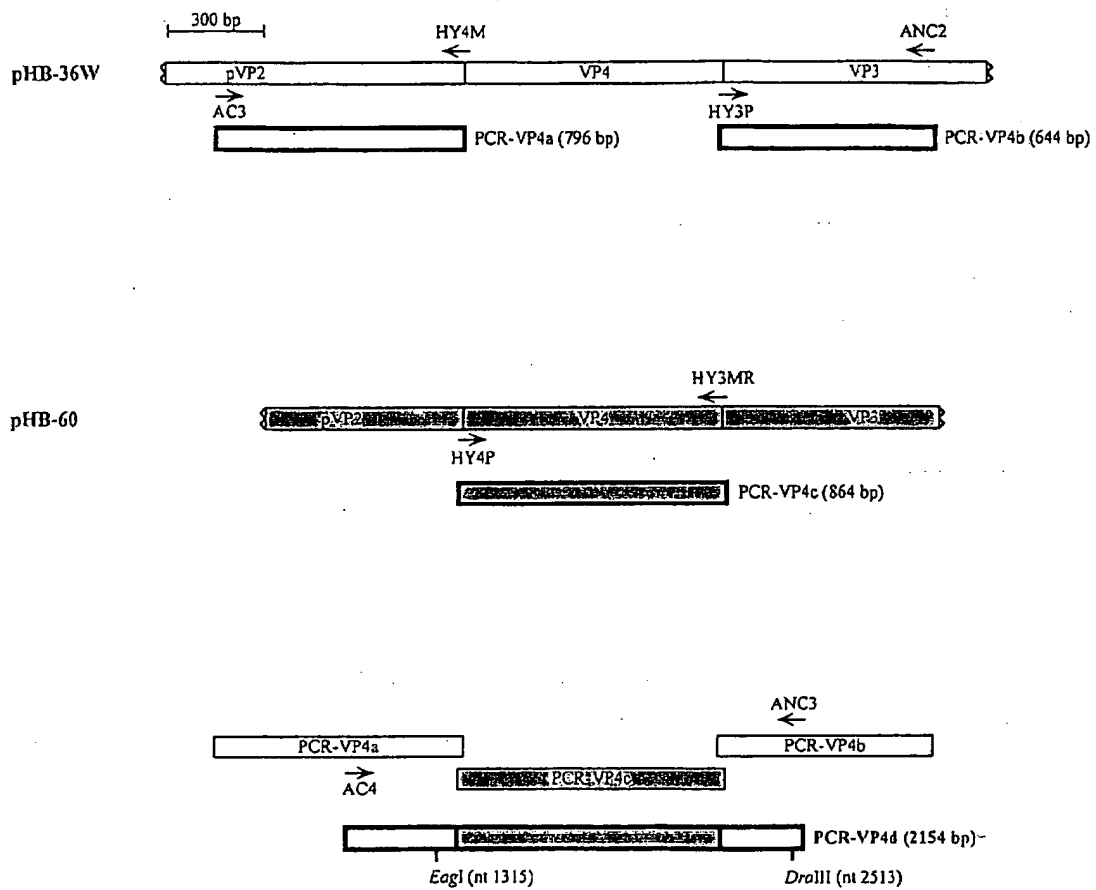 300 bp
HY4M
ANC2
pHB-36W
pVP2
VP4
VP3
AC3
HY3P
PCR-VP4a (796 bp)
PCR-VP4b (644 bp)
HY3MR
pHB-60
pVP2
VP4
VP3
HY4P
PCR-VP4c (864 bp)
ANC3
PCR-VP4a
PCR-VP4b
PCR-VP4c
AC4
PCR-VP4d (2154 bp)
EagI (nt 1315)
DraIII (nt 2513)